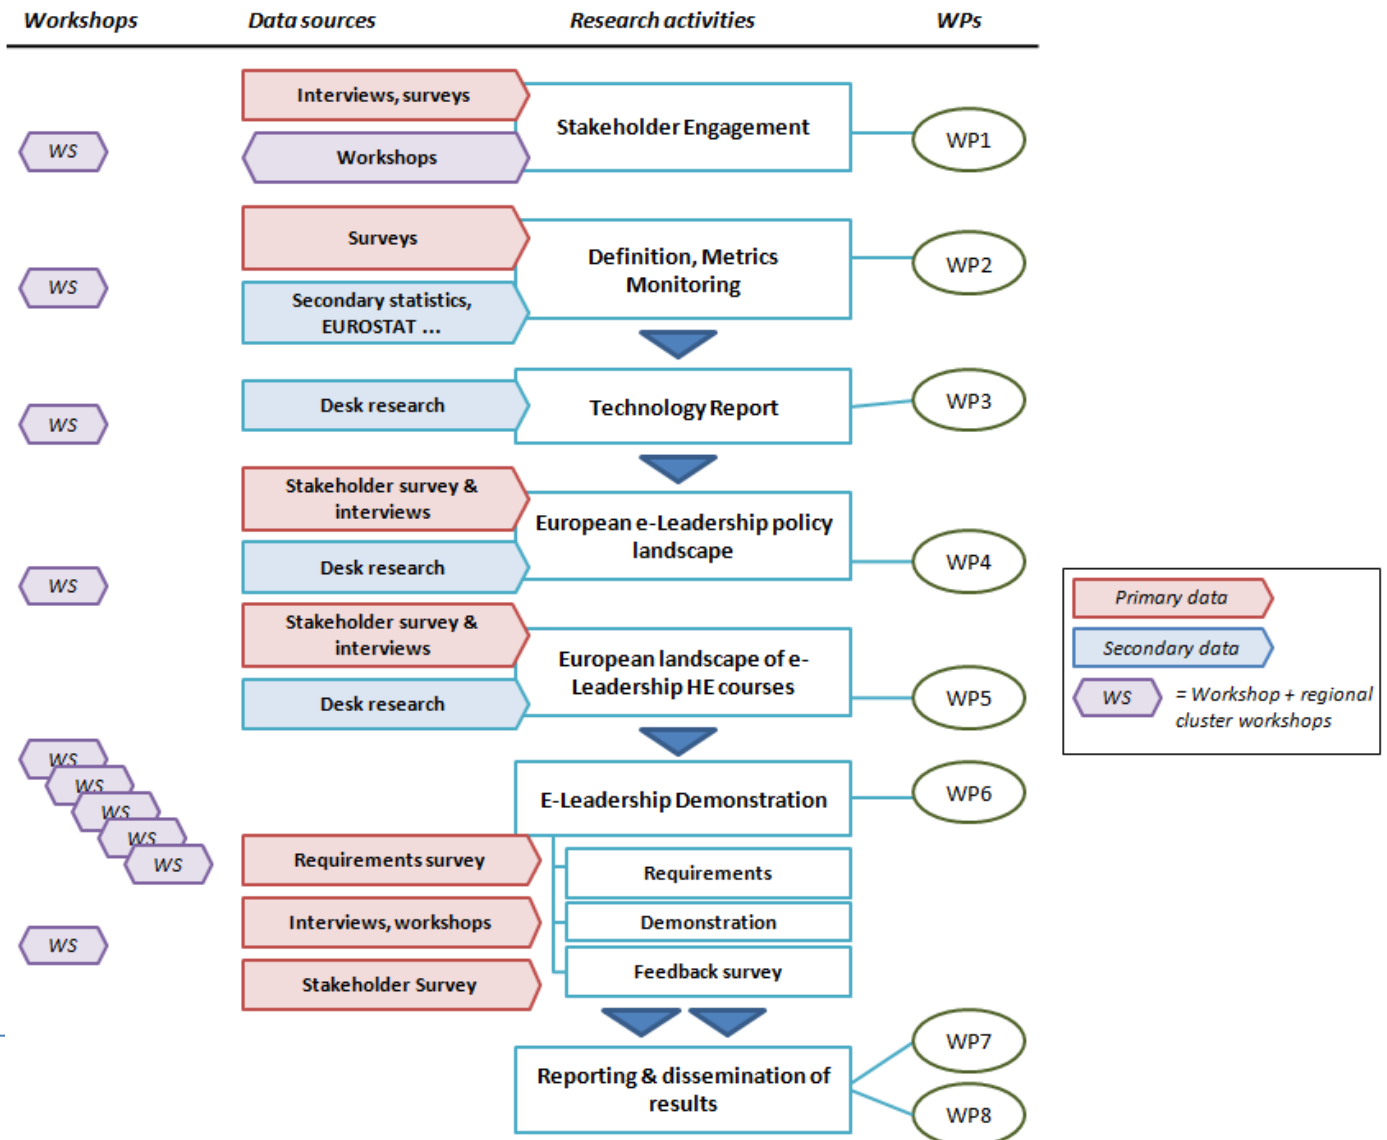 Workshops
Data sources
Research activities
WPs
Interviews, surveys
Stakeholder Engagement
WP1
WS
Workshops
Surveys
Definition, Metrics
Monitoring
WP2
WS
Secondary statistics,
EUROSTAT ...
Desk research
Technology Report
WP3
WS
Stakeholder survey &
interviews
European e-Leadership policy
landscape
WP4
WS
Desk research
Stakeholder survey &
interviews
European landscape of e-
Leadership HE courses
WP5
Desk research
Primary data
Secondary data
WS
= Workshop + regional
cluster workshops
WS
WS
WS
WS
WS
E-Leadership Demonstration
WP6
Requirements survey
Requirements
Interviews, workshops
Demonstration
WS
Stakeholder Survey
Feedback survey
Reporting & dissemination of
results
WP7
WP8